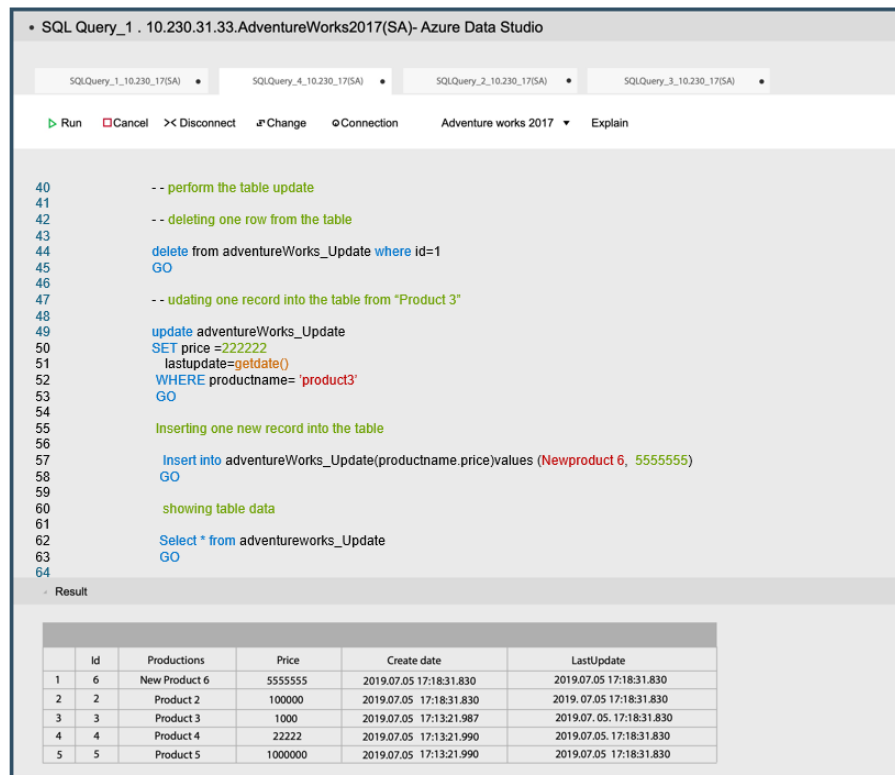 • SQL Query_1 . 10.230.31.33.AdventureWorks2017(SA)- Azure Data Studio
SQLQuery_1_10.230_17(SA) • SQLQuery_4_10.230_17(SA) • SQLQuery_2_10.230_17(SA) • SQLQuery_3_10.230_17(SA) •
Run Cancel >< Disconnect Change Connection Adventure works 2017 ▼ Explain
40 - - perform the table update
41
42 - - deleting one row from the table
43
44 delete from adventureWorks_Update where id=1
45 GO
46
47 - - udating one record into the table from “Product 3”
48
49 update adventureWorks_Update
50 SET price =222222
51 lastupdate=getdate()
52 WHERE productname= 'product3’
53 GO
54
55 Inserting one new record into the table
56
57 Insert into adventureWorks_Update(productname.price)values (Newproduct 6, 5555555)
58 GO
59
60 showing table data
61
62 Select * from adventureworks_Update
63 GO
64
Result
Id Productions Price Create date LastUpdate
1 6 New Product 6 5555555 2019.07.05 17:18:31.830 2019.07.05 17:18:31.830
2 2 Product 2 100000 2019.07.05 17:18:31.830 2019. 07.05 17:18:31.830
3 3 Product 3 1000 2019.07.05 17:13:21.987 2019.07. 05. 17:18:31.830
4 4 Product 4 22222 2019.07.05 17:13:21.990 2019.07.05. 17:18:31.830
5 5 Product 5 1000000 2019.07.05 17:13:21.990 2019.07.05 17:18:31.830